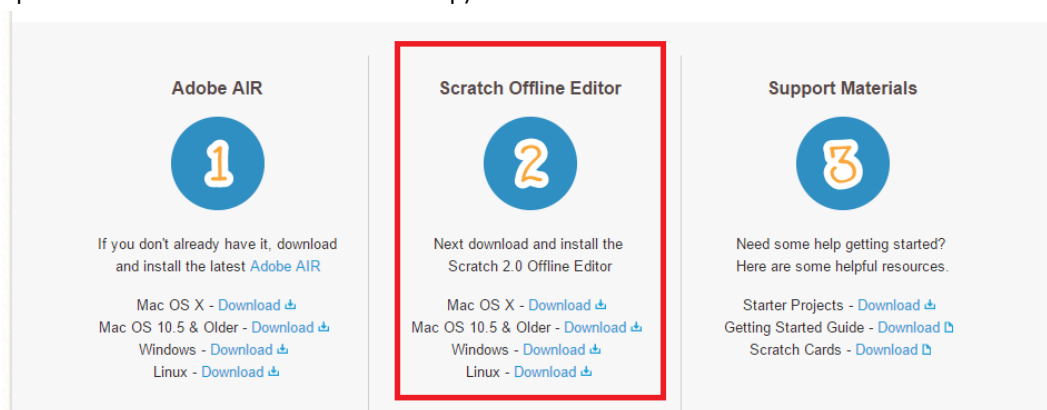 Adobe AIR
1
If you don't already have it, download
and install the latest Adobe AIR
Mac OS X - Download
Mac OS 10.5 & Older - Download
Windows - Download
Linux - Download
Scratch Offline Editor
2
Next download and install the
Scratch 2.0 Offline Editor
Mac OS X - Download
Mac OS 10.5 & Older - Download
Windows - Download
Linux - Download
Support Materials
3
Need some help getting started?
Here are some helpful resources.
Starter Projects - Download
Getting Started Guide - Download
Scratch Cards - Download